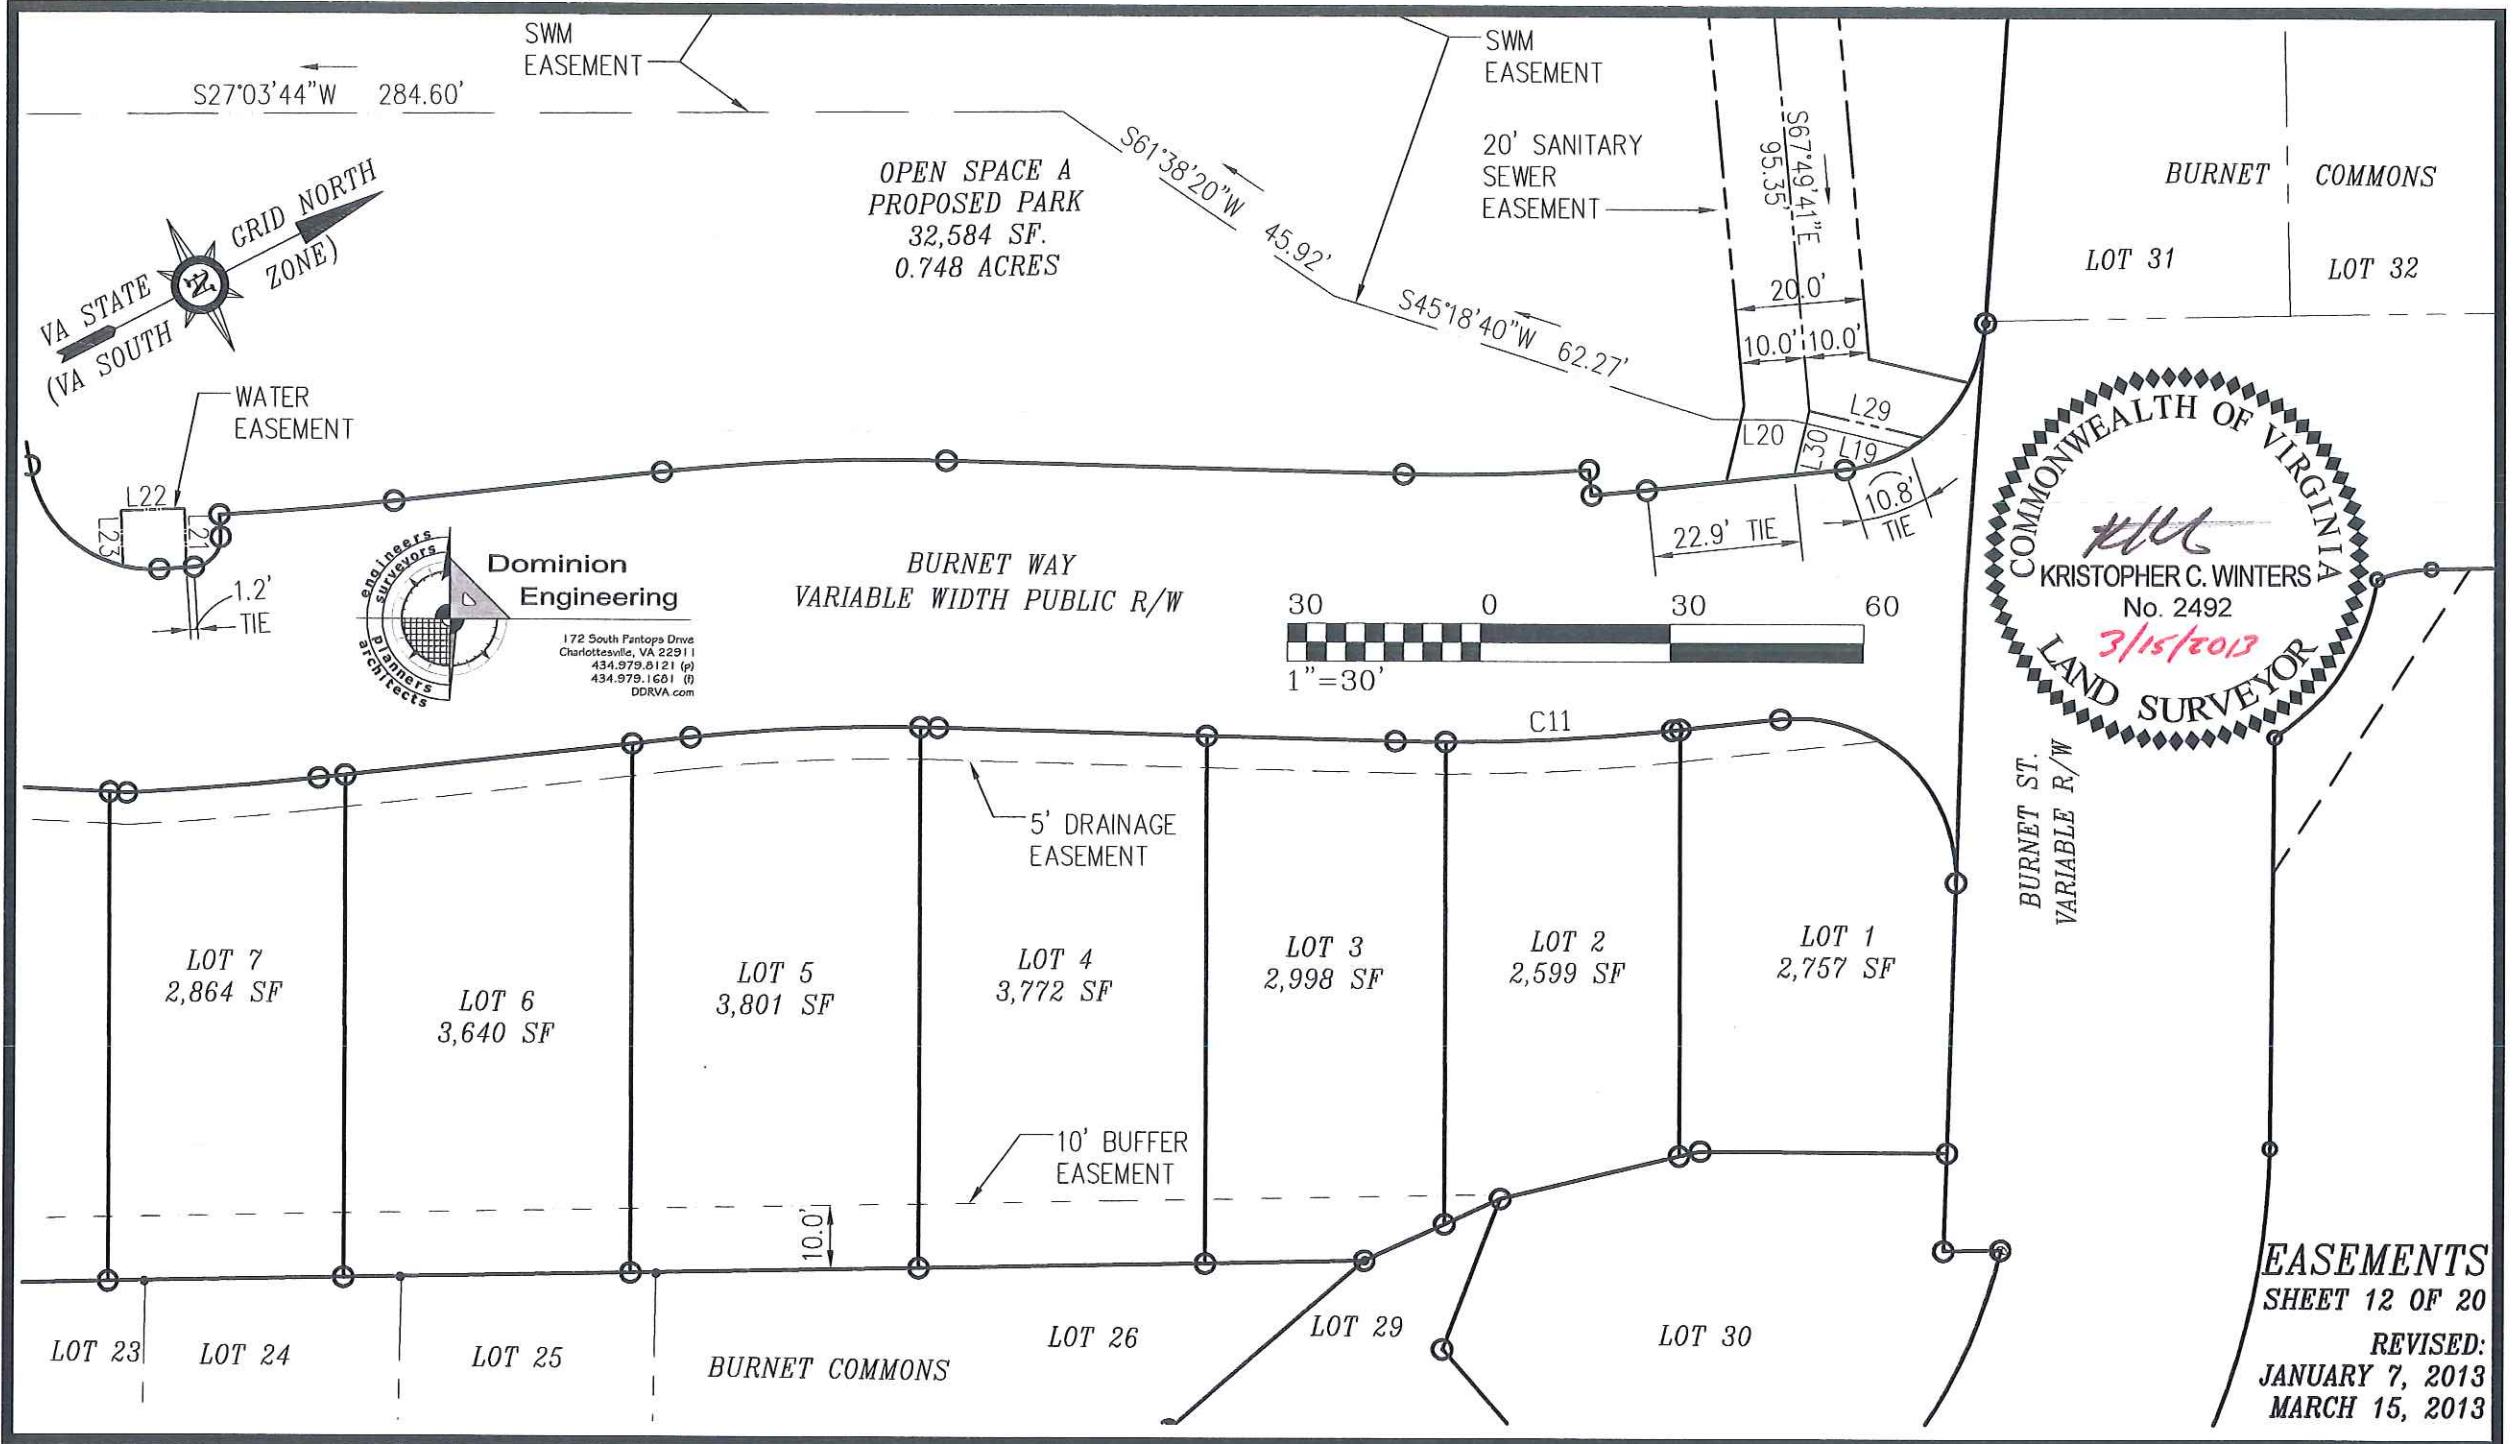 SWM
EASEMENT
S27°03'44"W 284.60'
SWM
EASEMENT
20' SANITARY
SEWER
EASEMENT
S67°49'41"E
95.35'
BURNET COMMONS
LOT 31
LOT 32
OPEN SPACE A
PROPOSED PARK
32,584 SF.
0.748 ACRES
S61°38'20"W 45.92'
S45°18'40"W 62.27'
20.0'
10.0' 10.0'
VA STATE GRID NORTH
(VA SOUTH ZONE)
N
WATER
EASEMENT
L22
L23
L21
1.2'
TIE
L29
L20
L30
L19
10.8'
TIE
22.9' TIE
engineers
surveyors
planners
architects
Dominion
Engineering
172 South Pantops Drive
Charlottesville, VA 22911
434.979.8121 (p)
434.979.1681 (f)
DDRVA.com
BURNET WAY
VARIABLE WIDTH PUBLIC R/W
30 0 30 60
1"=30'
COMMONWEALTH OF VIRGINIA
KRISTOPHER C. WINTERS
No. 2492
3/15/2013
LAND SURVEYOR
C11
5' DRAINAGE
EASEMENT
BURNET ST.
VARIABLE R/W
LOT 7
2,864 SF
LOT 6
3,640 SF
LOT 5
3,801 SF
LOT 4
3,772 SF
LOT 3
2,998 SF
LOT 2
2,599 SF
LOT 1
2,757 SF
10' BUFFER
EASEMENT
10.0'
LOT 23
LOT 24
LOT 25
BURNET COMMONS
LOT 26
LOT 29
LOT 30
EASEMENTS
SHEET 12 OF 20
REVISED:
JANUARY 7, 2013
MARCH 15, 2013